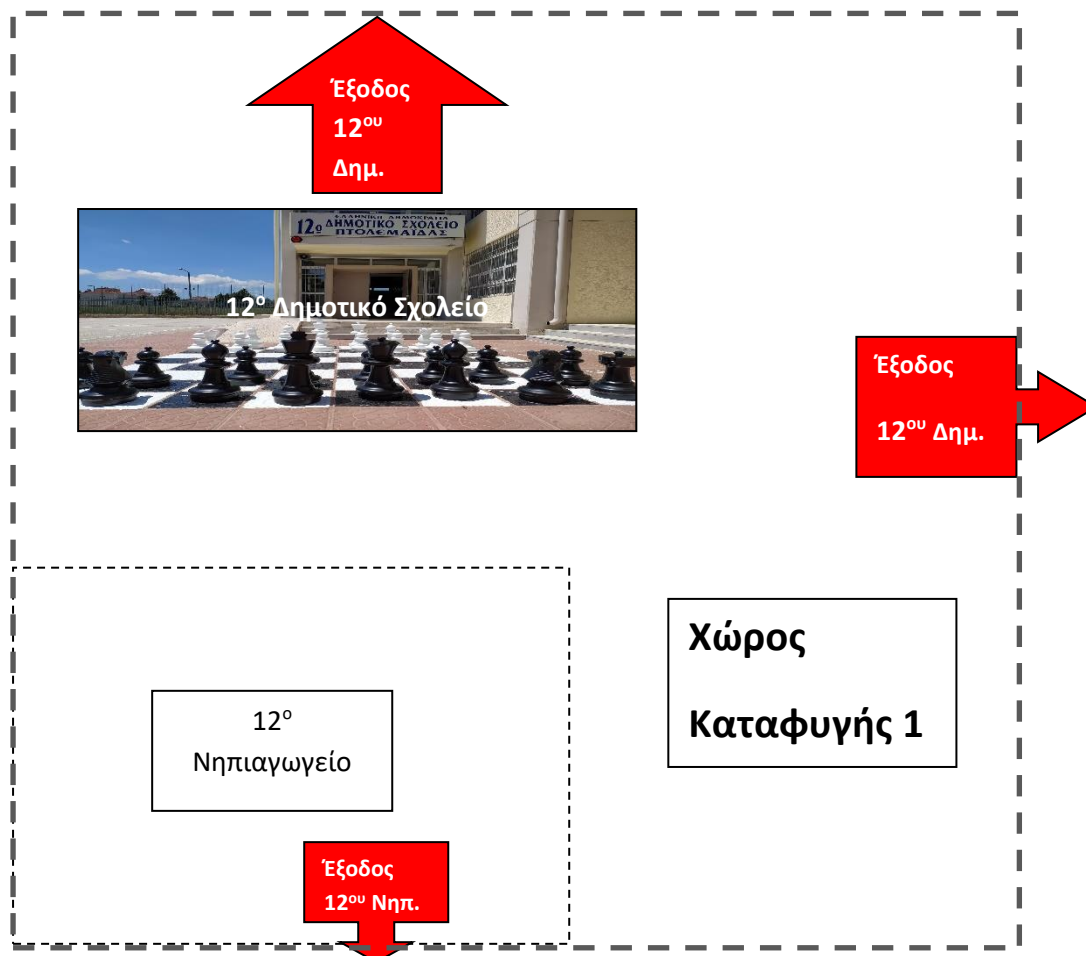 Έξοδος
12ου
Δημ.
ΕΛΛΗΝΙΚΗ ΔΗΜΟΚΡΑΤΙΑ
12ο ΔΗΜΟΤΙΚΟ ΣΧΟΛΕΙΟ
ΠΤΟΛΕΜΑΪΔΑΣ
12ο Δημοτικό Σχολείο
Έξοδος
12ου Δημ.
Χώρος
Καταφυγής 1
12ο
Νηπιαγωγείο
Έξοδος
12ου Νηπ.